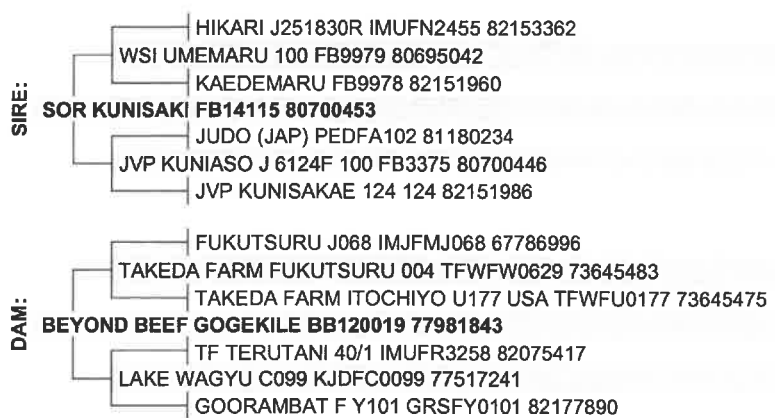 HIKARI J251830R IMUFN2455 82153362
WSI UMEMARU 100 FB9979 80695042
KAEDEMARU FB9978 82151960
SIRE:
SOR KUNISAKI FB14115 80700453
JUDO (JAP) PEDFA102 81180234
JVP KUNIASO J 6124F 100 FB3375 80700446
JVP KUNISAKAE 124 124 82151986
FUKUTSURU J068 IMJFMJ068 67786996
TAKEDA FARM FUKUTSURU 004 TFWFW0629 73645483
TAKEDA FARM ITOCHIYO U177 USA TFWFU0177 73645475
DAM:
BEYOND BEEF GOGEKILE BB120019 77981843
TF TERUTANI 40/1 IMUFR3258 82075417
LAKE WAGYU C099 KJDFC0099 77517241
GOORAMBAT F Y101 GRSFY0101 82177890